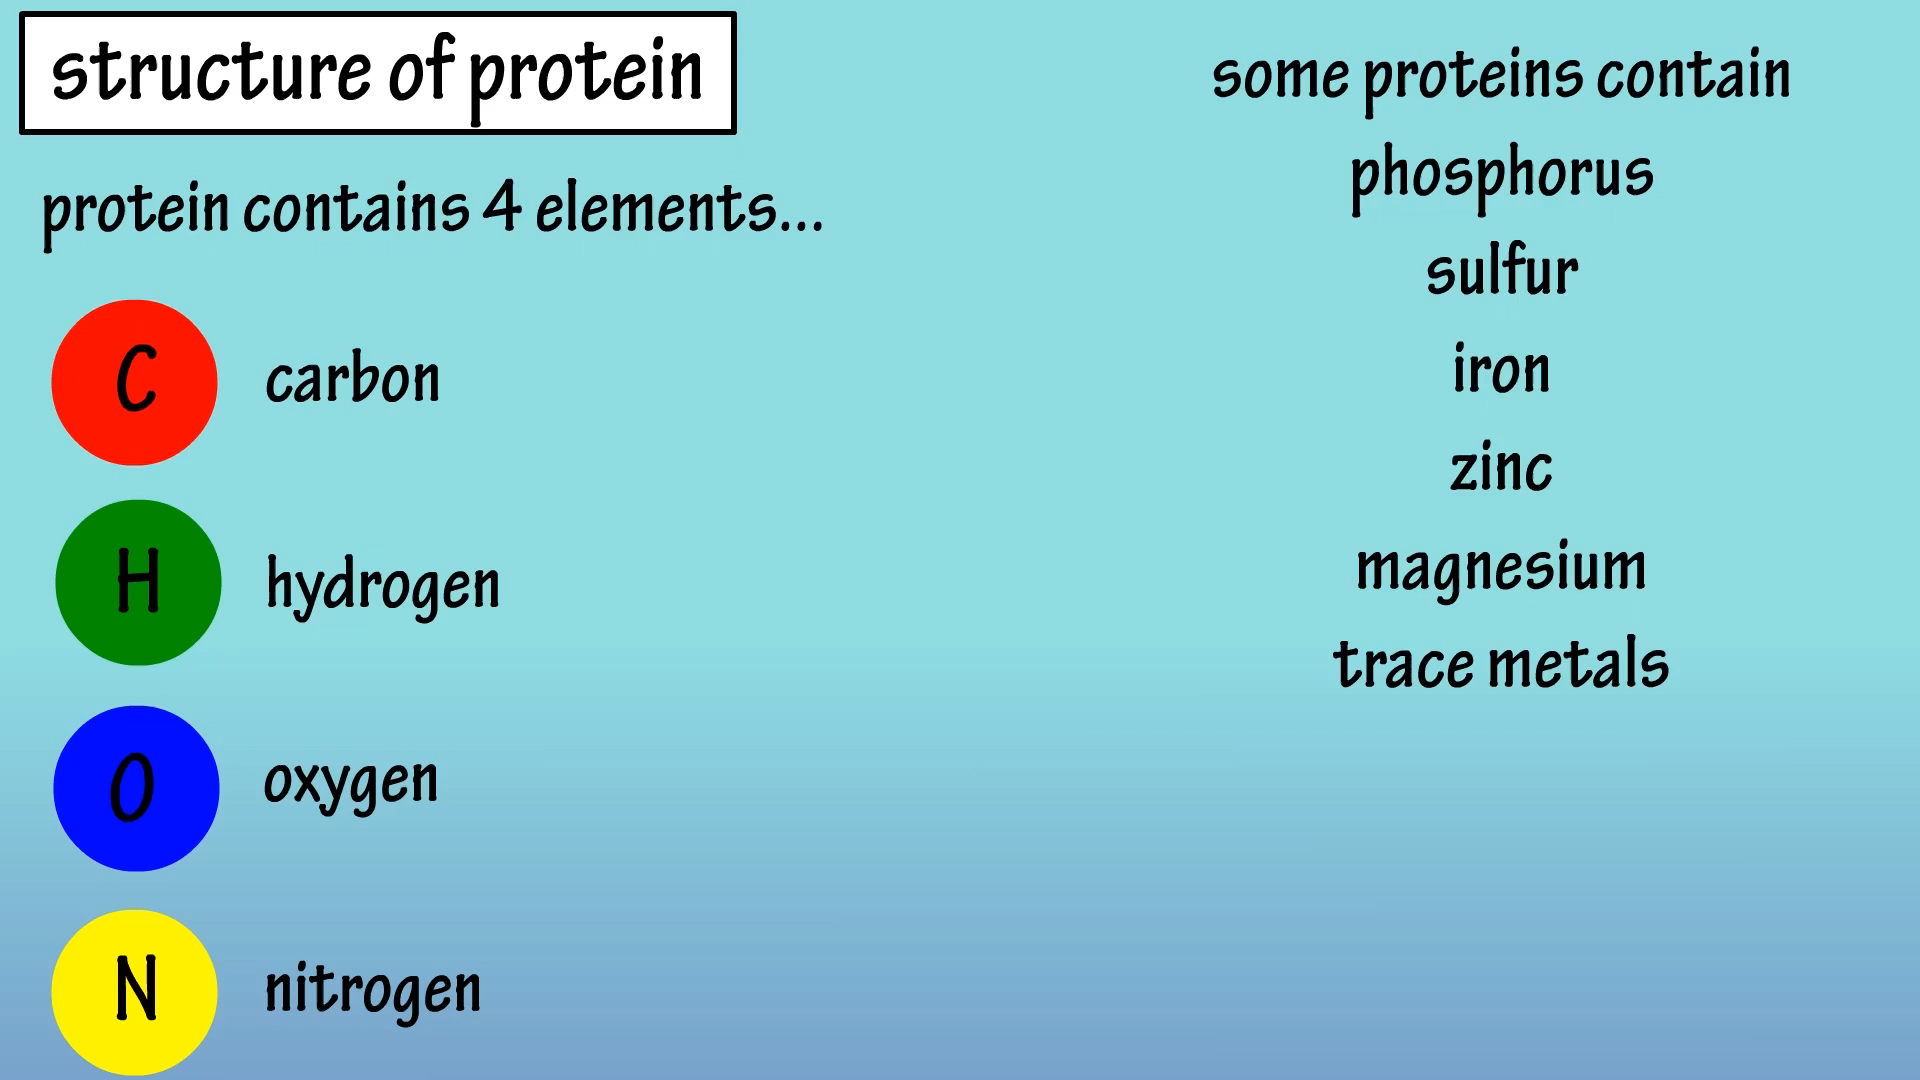 structure of protein
protein contains 4 elements...
C carbon
H hydrogen
O oxygen
N nitrogen
some proteins contain
phosphorus
sulfur
iron
zinc
magnesium
trace metals